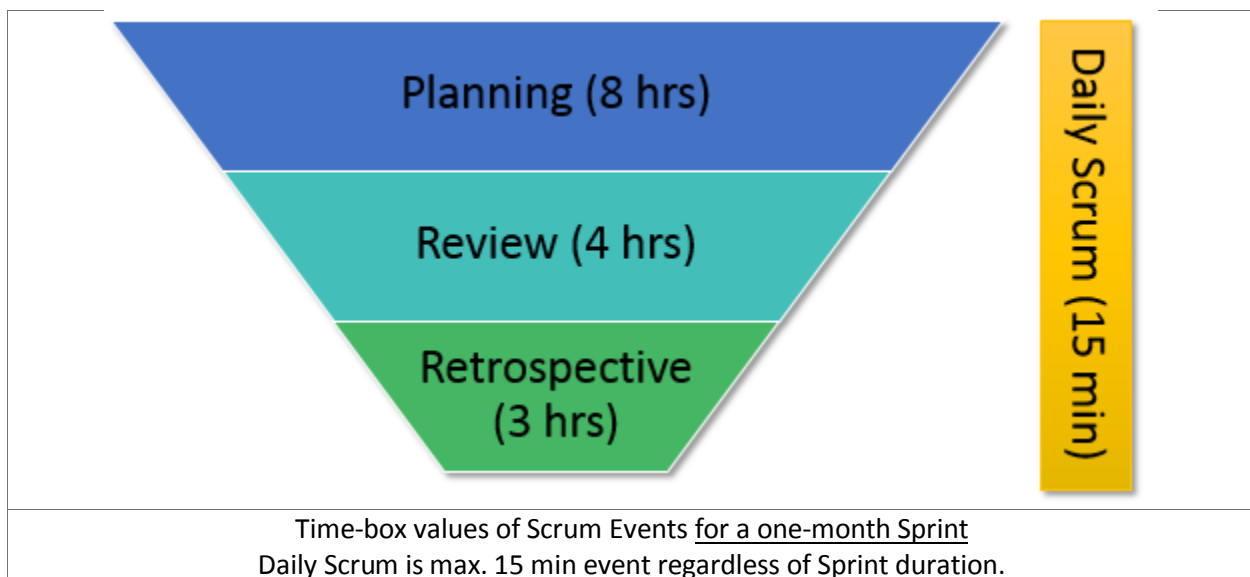 Planning (8 hrs)
Review (4 hrs)
Retrospective
(3 hrs)
Daily Scrum (15 min)
Time-box values of Scrum Events for a one-month Sprint
Daily Scrum is max. 15 min event regardless of Sprint duration.